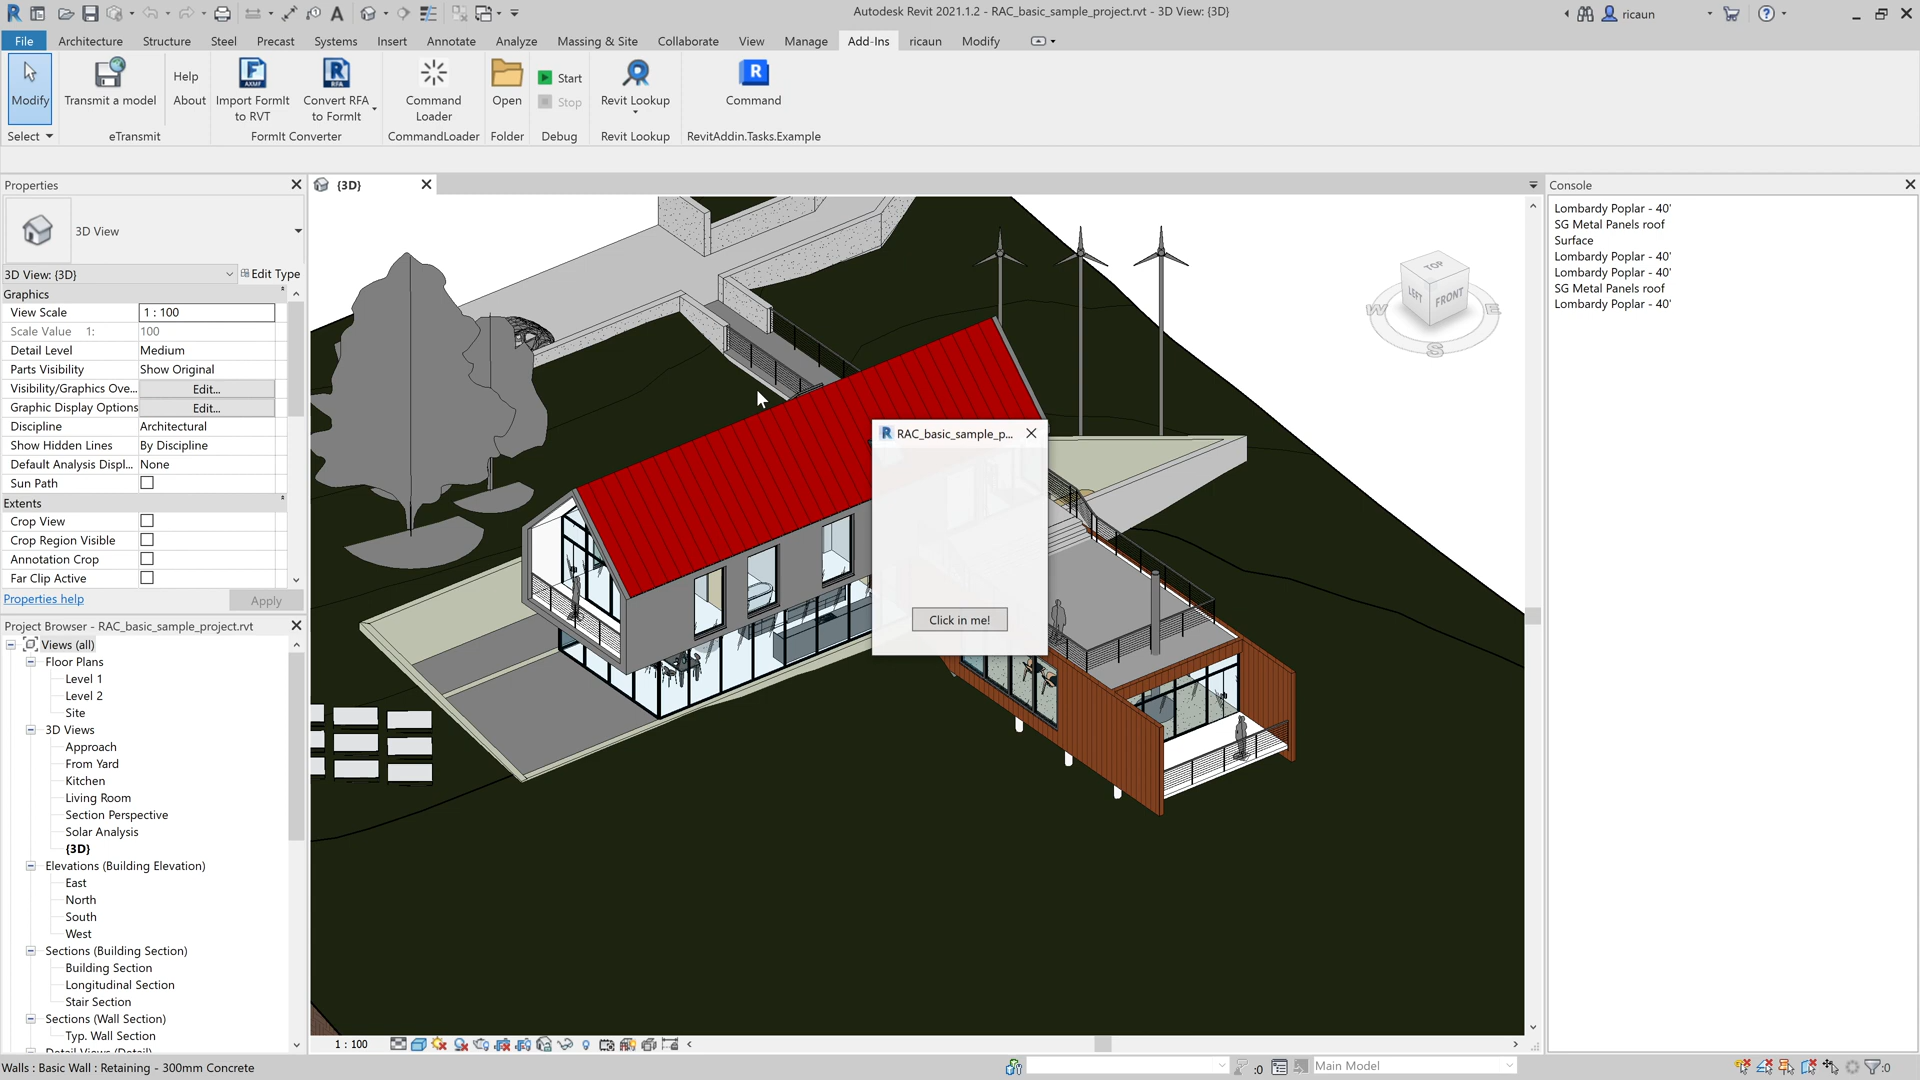 Autodesk Revit 2021.1.2 - RAC_basic_sample_project.rvt - 3D View: {3D}
ricaun
File
Architecture
Structure
Steel
Precast
Systems
Insert
Annotate
Analyze
Massing & Site
Collaborate
View
Manage
Add-Ins
ricaun
Modify
Modify
Select
Transmit a model
Help
About
eTransmit
Import FormIt
to RVT
Convert RFA
to FormIt
FormIt Converter
Command
Loader
CommandLoader
Open
Folder
Start
Stop
Debug
Revit Lookup
Revit Lookup
Command
RevitAddin.Tasks.Example
Properties
3D View
3D View: {3D}
Edit Type
Graphics
View Scale
1 : 100
Scale Value 1:
100
Detail Level
Medium
Parts Visibility
Show Original
Visibility/Graphics Ove...
Edit...
Graphic Display Options
Edit...
Discipline
Architectural
Show Hidden Lines
By Discipline
Default Analysis Displ...
None
Sun Path
Extents
Crop View
Crop Region Visible
Annotation Crop
Far Clip Active
Properties help
Apply
Project Browser - RAC_basic_sample_project.rvt
Views (all)
Floor Plans
Level 1
Level 2
Site
3D Views
Approach
From Yard
Kitchen
Living Room
Section Perspective
Solar Analysis
{3D}
Elevations (Building Elevation)
East
North
South
West
Sections (Building Section)
Building Section
Longitudinal Section
Stair Section
Sections (Wall Section)
Typ. Wall Section
Detail Views (Detail)
{3D}
TOP
LEFT
FRONT
W
E
S
RAC_basic_sample_p...
Click in me!
1 : 100
Console
Lombardy Poplar - 40'
SG Metal Panels roof
Surface
Lombardy Poplar - 40'
Lombardy Poplar - 40'
SG Metal Panels roof
Lombardy Poplar - 40'
Walls : Basic Wall : Retaining - 300mm Concrete
:0
Main Model
:0